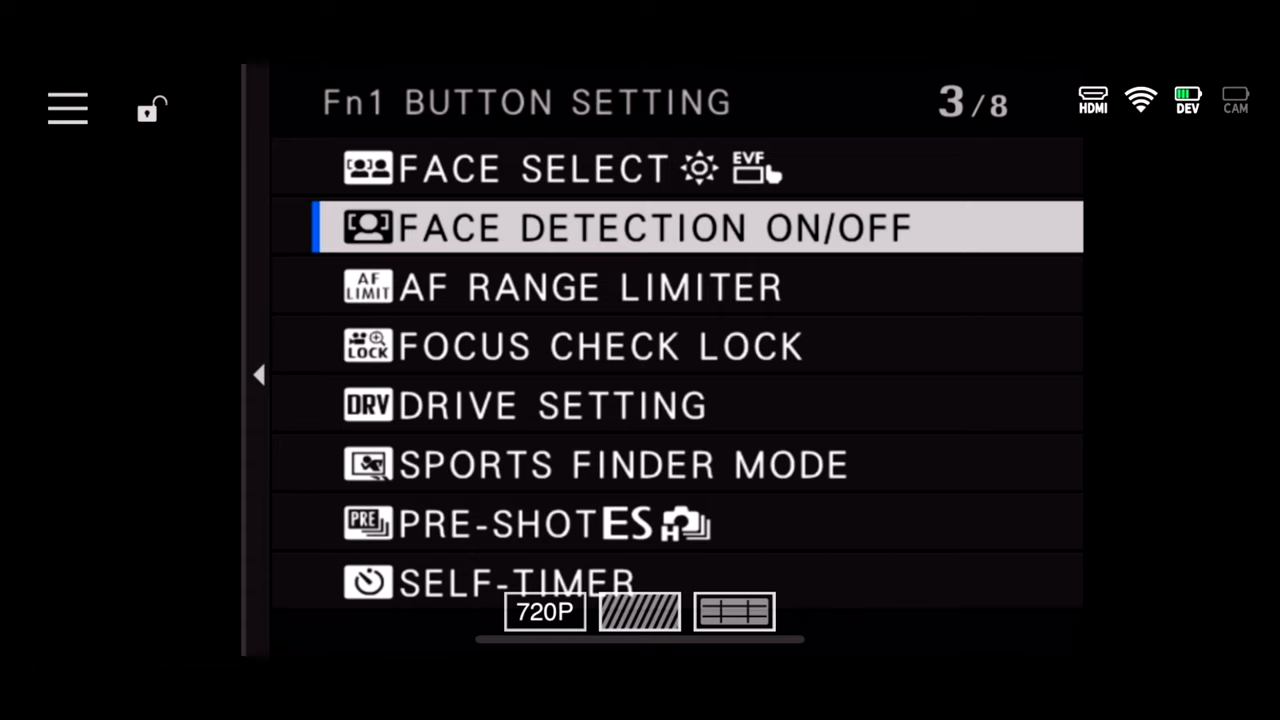 Fn1 BUTTON SETTING 3/8
HDMI DEV CAM
FACE SELECT EVF
FACE DETECTION ON/OFF
AF LIMIT AF RANGE LIMITER
LOCK FOCUS CHECK LOCK
DRV DRIVE SETTING
SPORTS FINDER MODE
PRE PRE-SHOT ES H
SELF-TIMER
720P